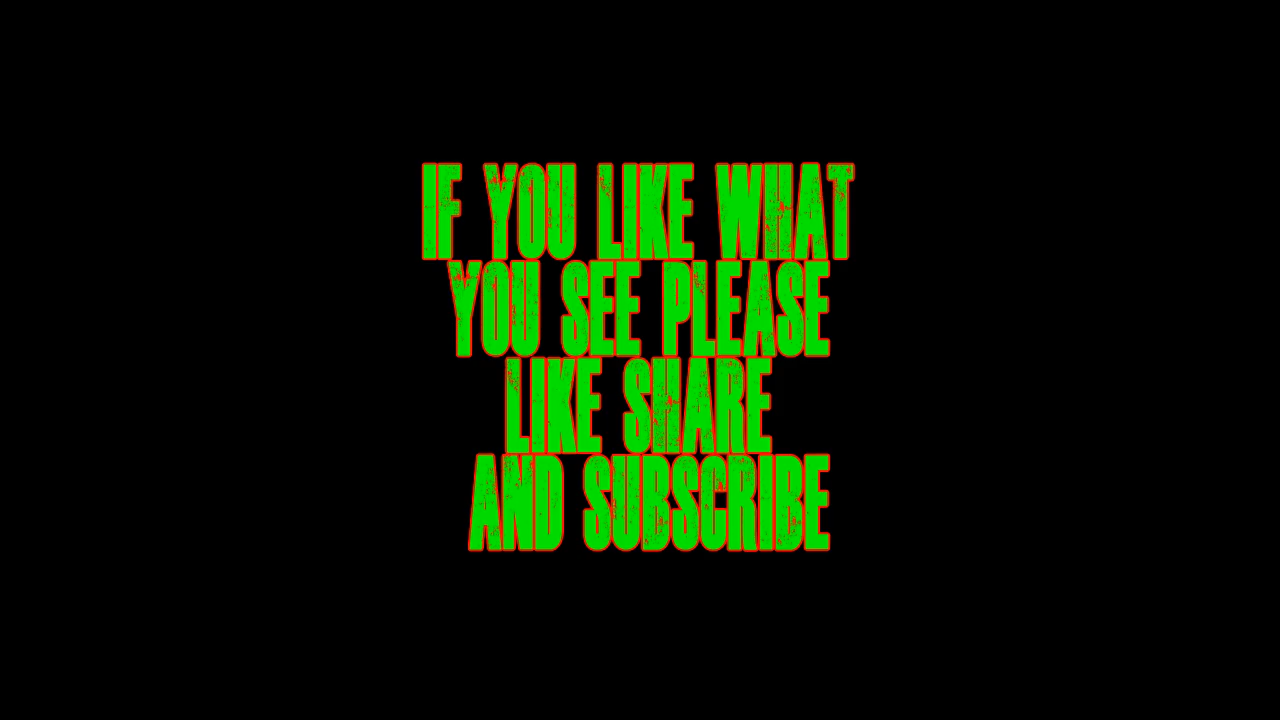 IF YOU LIKE WHAT
YOU SEE PLEASE
LIKE SHARE
AND SUBSCRIBE